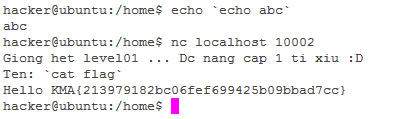 hacker@ubuntu:/home$ echo `echo abc`
abc
hacker@ubuntu:/home$ nc localhost 10002
Giong het level01 ... Dc nang cap 1 ti xiu :D
Ten: `cat flag`
Hello KMA{213979182bc06fef699425b09bbad7cc}
hacker@ubuntu:/home$